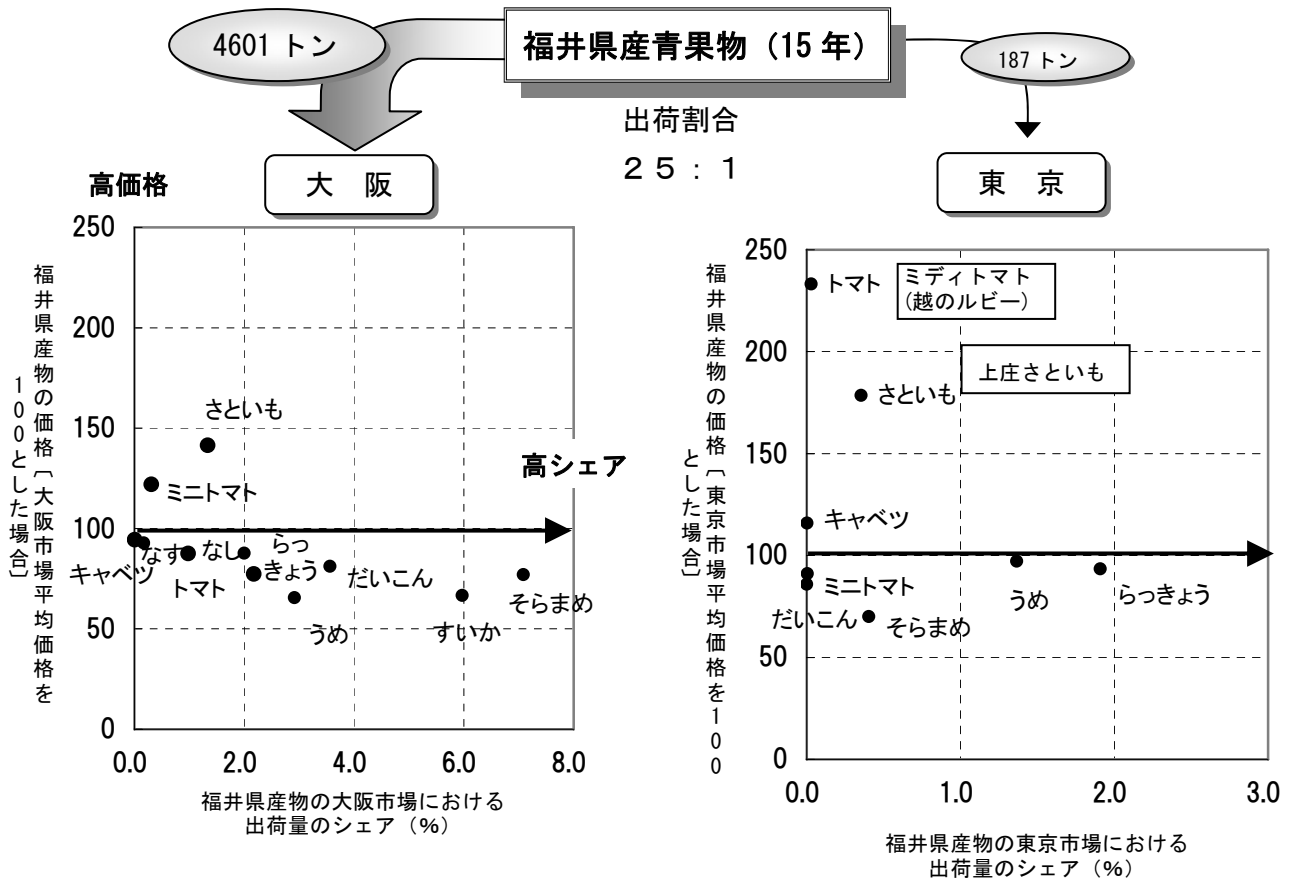 福井県産青果物（15 年）
4601 トン
187 トン
出荷割合
２５：１
大　阪
東　京
高価格
福井県産物の価格〔大阪市場平均価格を
１００とした場合〕
250
200
150
100
50
0
さといも
ミニトマト
高シェア
キャベツ
なす
トマト
なし
らっ
きょう
うめ
だいこん
すいか
そらまめ
0.0
2.0
4.0
6.0
8.0
福井県産物の大阪市場における
出荷量のシェア（%）
福井県産物の価格〔東京市場平均価格を１００
とした場合〕
250
200
150
100
50
0
トマト
ミディトマト
(越のルビー)
上庄さといも
さといも
キャベツ
ミニトマト
だいこん
そらまめ
うめ
らっきょう
0.0
1.0
2.0
3.0
福井県産物の東京市場における
出荷量のシェア（%）